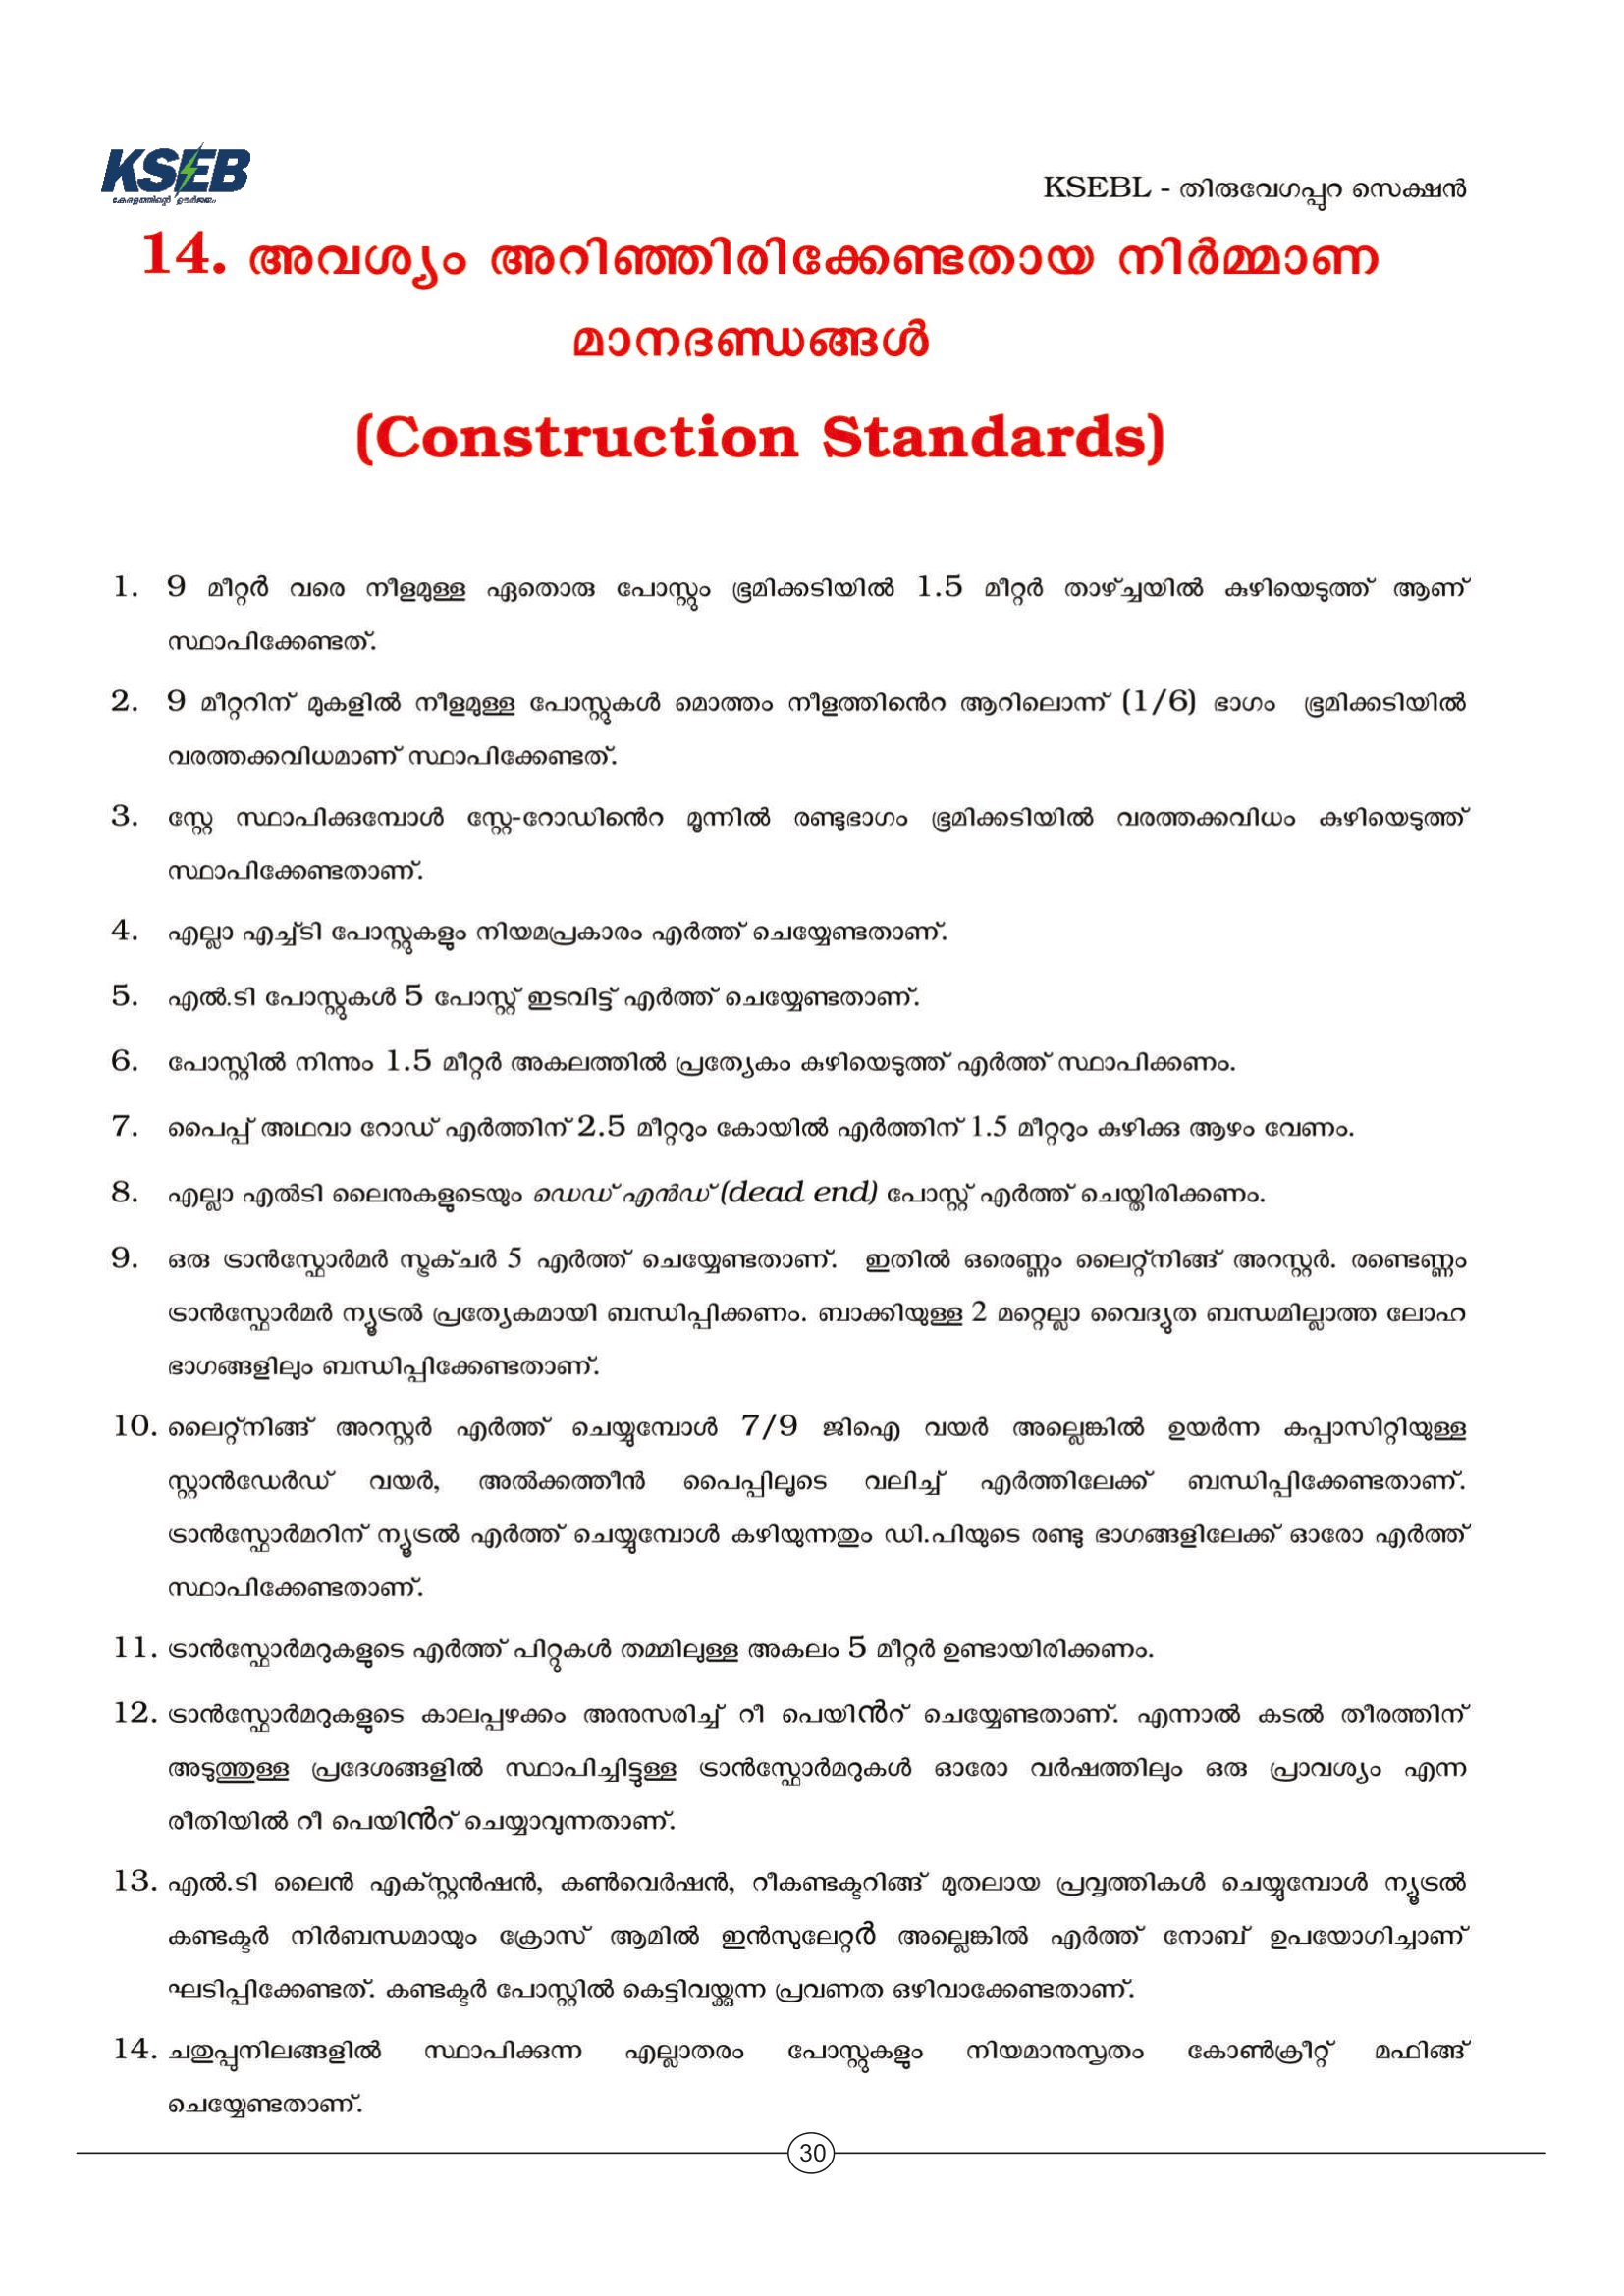 KSEB
കേരളത്തിന്റെ ഊർജ്ജം
KSEBL - തിരുവേഗപ്പുറ സെക്ഷൻ
14. അവശ്യം അറിഞ്ഞിരിക്കേണ്ടതായ നിർമ്മാണ
മാനദണ്ഡങ്ങൾ
(Construction Standards)
1. 9 മീറ്റർ വരെ നീളമുള്ള ഏതൊരു പോസ്റ്റും ഭൂമിക്കടിയിൽ 1.5 മീറ്റർ താഴ്ച്ചയിൽ കുഴിയെടുത്ത് ആണ്
സ്ഥാപിക്കേണ്ടത്.
2. 9 മീറ്ററിന് മുകളിൽ നീളമുള്ള പോസ്റ്റുകൾ മൊത്തം നീളത്തിൻെറ ആറിലൊന്ന് (1/6) ഭാഗം ഭൂമിക്കടിയിൽ
വരത്തക്കവിധമാണ് സ്ഥാപിക്കേണ്ടത്.
3. സ്റ്റേ സ്ഥാപിക്കുമ്പോൾ സ്റ്റേ-റോഡിൻെറ മൂന്നിൽ രണ്ടുഭാഗം ഭൂമിക്കടിയിൽ വരത്തക്കവിധം കുഴിയെടുത്ത്
സ്ഥാപിക്കേണ്ടതാണ്.
4. എല്ലാ എച്ച്ടി പോസ്റ്റുകളും നിയമപ്രകാരം എർത്ത് ചെയ്യേണ്ടതാണ്.
5. എൽ.ടി പോസ്റ്റുകൾ 5 പോസ്റ്റ് ഇടവിട്ട് എർത്ത് ചെയ്യേണ്ടതാണ്.
6. പോസ്റ്റിൽ നിന്നും 1.5 മീറ്റർ അകലത്തിൽ പ്രത്യേകം കുഴിയെടുത്ത് എർത്ത് സ്ഥാപിക്കണം.
7. പൈപ്പ് അഥവാ റോഡ് എർത്തിന് 2.5 മീറ്ററും കോയിൽ എർത്തിന് 1.5 മീറ്ററും കുഴിക്കു ആഴം വേണം.
8. എല്ലാ എൽടി ലൈനുകളുടെയും ഡെഡ് എൻഡ് (dead end) പോസ്റ്റ് എർത്ത് ചെയ്തിരിക്കണം.
9. ഒരു ട്രാൻസ്ഫോർമർ സ്ട്രക്ചർ 5 എർത്ത് ചെയ്യേണ്ടതാണ്. ഇതിൽ ഒരെണ്ണം ലൈറ്റ്നിങ്ങ് അറസ്റ്റർ. രണ്ടെണ്ണം
ട്രാൻസ്ഫോർമർ ന്യൂട്രൽ പ്രത്യേകമായി ബന്ധിപ്പിക്കണം. ബാക്കിയുള്ള 2 മറ്റെല്ലാ വൈദ്യുത ബന്ധമില്ലാത്ത ലോഹ
ഭാഗങ്ങളിലും ബന്ധിപ്പിക്കേണ്ടതാണ്.
10. ലൈറ്റ്നിങ്ങ് അറസ്റ്റർ എർത്ത് ചെയ്യുമ്പോൾ 7/9 ജിഐ വയർ അല്ലെങ്കിൽ ഉയർന്ന കപ്പാസിറ്റിയുള്ള
സ്റ്റാൻഡേർഡ് വയർ, അൽക്കത്തീൻ പൈപ്പിലൂടെ വലിച്ച് എർത്തിലേക്ക് ബന്ധിപ്പിക്കേണ്ടതാണ്.
ട്രാൻസ്ഫോർമറിന് ന്യൂട്രൽ എർത്ത് ചെയ്യുമ്പോൾ കഴിയുന്നതും ഡി.പിയുടെ രണ്ടു ഭാഗങ്ങളിലേക്ക് ഓരോ എർത്ത്
സ്ഥാപിക്കേണ്ടതാണ്.
11. ട്രാൻസ്ഫോർമറുകളുടെ എർത്ത് പിറ്റുകൾ തമ്മിലുള്ള അകലം 5 മീറ്റർ ഉണ്ടായിരിക്കണം.
12. ട്രാൻസ്ഫോർമറുകളുടെ കാലപ്പഴക്കം അനുസരിച്ച് റീ പെയിൻറ് ചെയ്യേണ്ടതാണ്. എന്നാൽ കടൽ തീരത്തിന്
അടുത്തുള്ള പ്രദേശങ്ങളിൽ സ്ഥാപിച്ചിട്ടുള്ള ട്രാൻസ്ഫോർമറുകൾ ഓരോ വർഷത്തിലും ഒരു പ്രാവശ്യം എന്ന
രീതിയിൽ റീ പെയിൻറ് ചെയ്യാവുന്നതാണ്.
13. എൽ.ടി ലൈൻ എക്സ്റ്റൻഷൻ, കൺവെർഷൻ, റീകണ്ടക്ടറിങ്ങ് മുതലായ പ്രവൃത്തികൾ ചെയ്യുമ്പോൾ ന്യൂട്രൽ
കണ്ടക്ടർ നിർബന്ധമായും ക്രോസ് ആമിൽ ഇൻസുലേറ്റർ അല്ലെങ്കിൽ എർത്ത് നോബ് ഉപയോഗിച്ചാണ്
ഘടിപ്പിക്കേണ്ടത്. കണ്ടക്ടർ പോസ്റ്റിൽ കെട്ടിവയ്ക്കുന്ന പ്രവണത ഒഴിവാക്കേണ്ടതാണ്.
14. ചതുപ്പുനിലങ്ങളിൽ സ്ഥാപിക്കുന്ന എല്ലാതരം പോസ്റ്റുകളും നിയമാനുസൃതം കോൺക്രീറ്റ് മഫിങ്ങ്
ചെയ്യേണ്ടതാണ്.
30